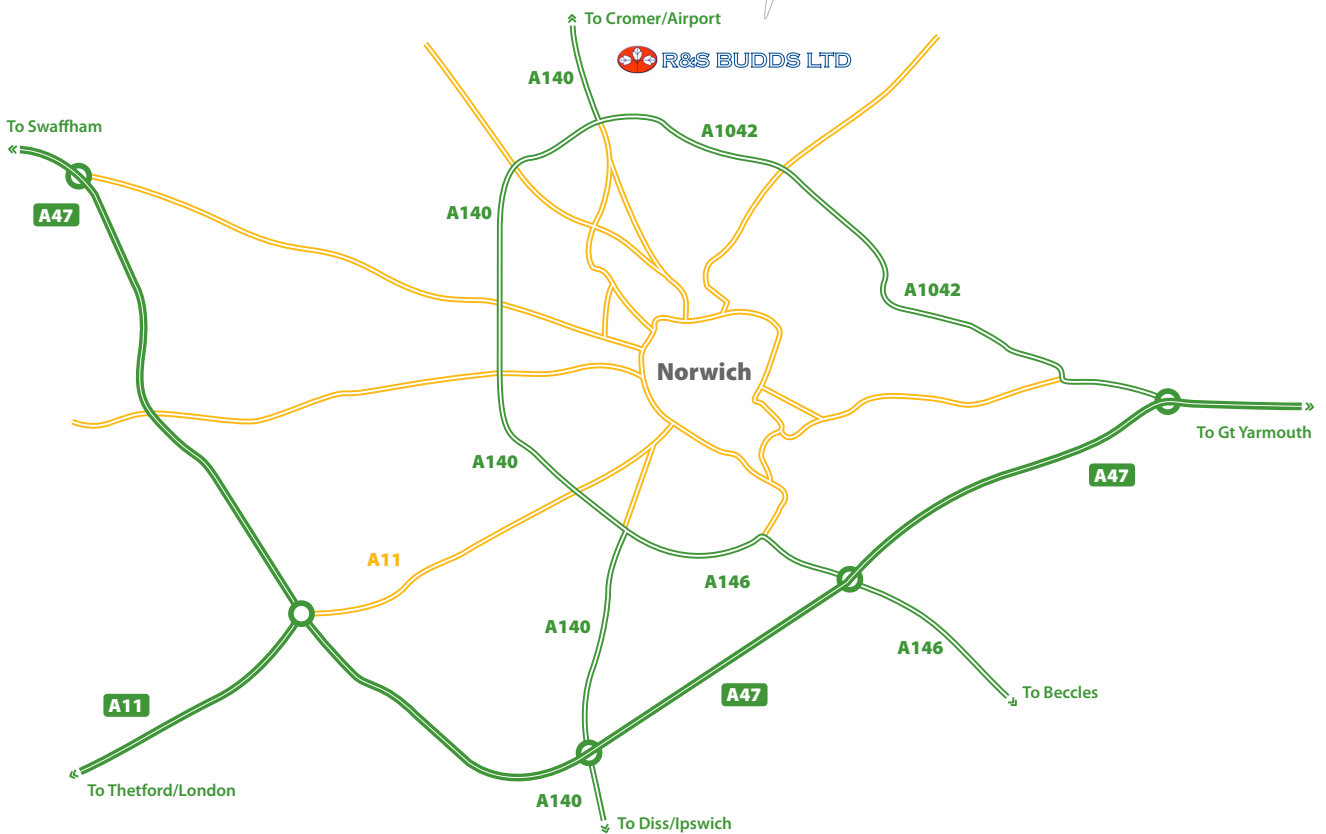 To Cromer/Airport
R&S BUDDS LTD
A140
To Swaffham
A1042
A47
A140
A1042
Norwich
To Gt Yarmouth
A140
A47
A11
A146
A140
A146
To Beccles
A47
A11
To Thetford/London
A140
To Diss/Ipswich